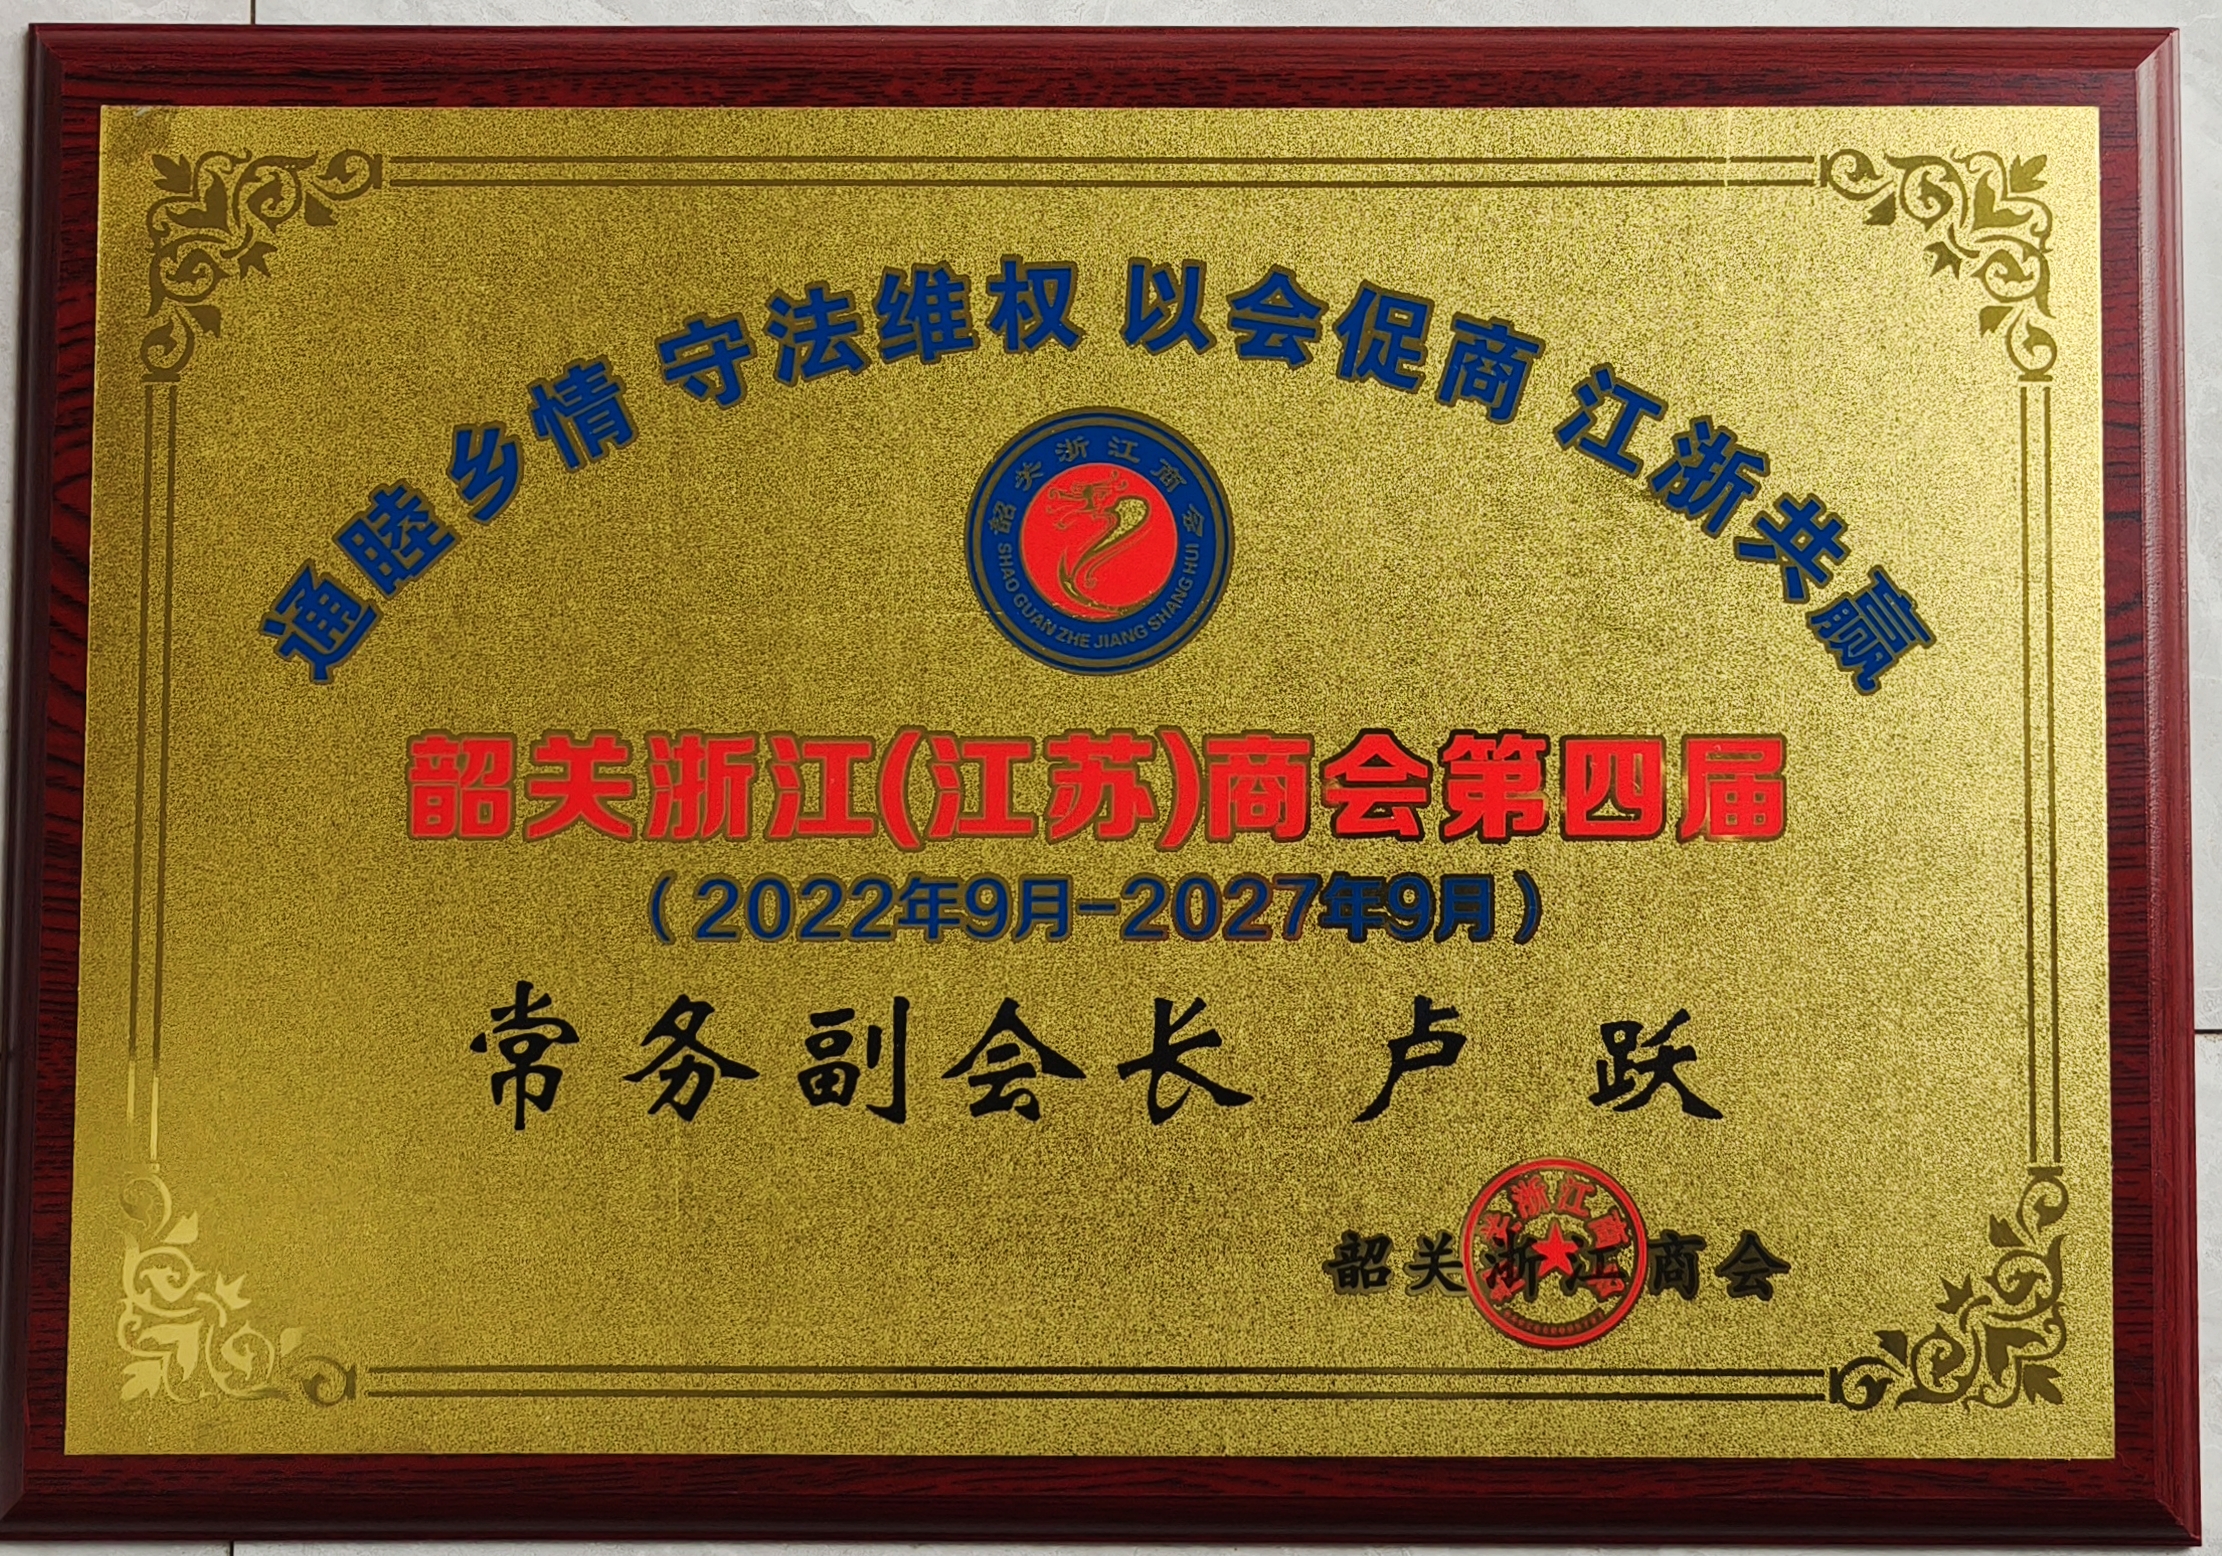 通睦乡情 守法维权 以会促商 江浙共赢
韶关浙江商会
SHAO GUAN ZHE JIANG SHANG HUI
韶关浙江(江苏)商会第四届
（2022年9月-2027年9月）
常务副会长 卢 跃
韶关浙江商会